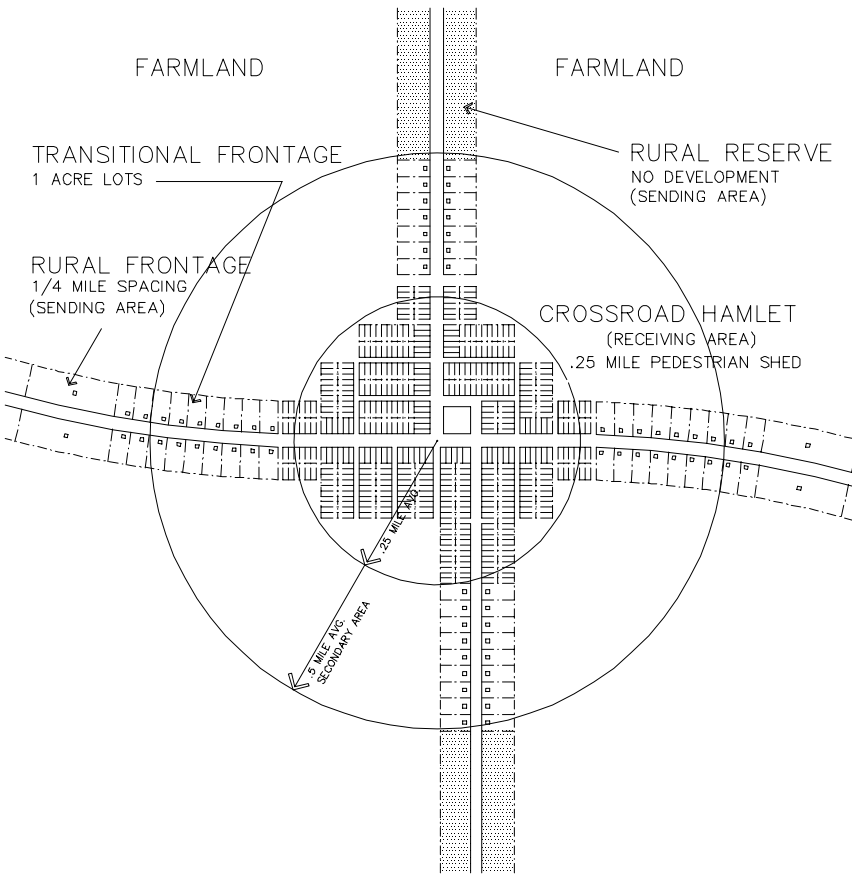 FARMLAND
FARMLAND
TRANSITIONAL FRONTAGE
1 ACRE LOTS
RURAL RESERVE
NO DEVELOPMENT
(SENDING AREA)
RURAL FRONTAGE
1/4 MILE SPACING
(SENDING AREA)
CROSSROAD HAMLET
(RECEIVING AREA)
.25 MILE PEDESTRIAN SHED
.25 MILE AVG.
.5 MILE AVG.
SECONDARY AREA